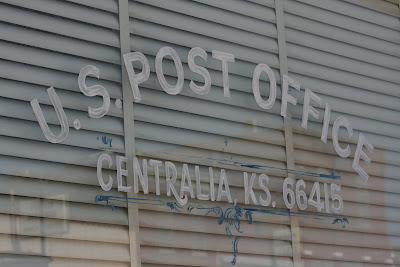 U.S. POST OFFICE
CENTRALIA, KS. 66415